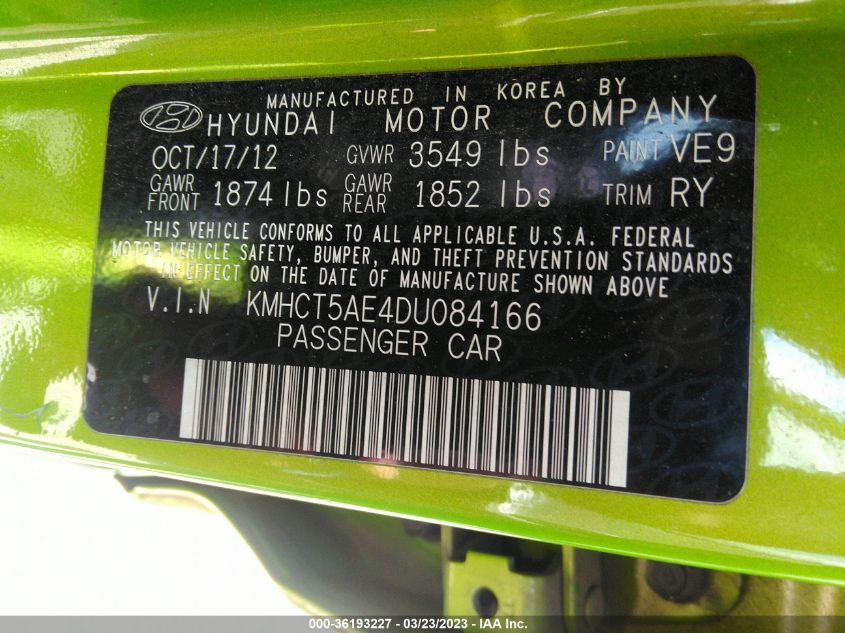 MANUFACTURED IN KOREA BY
HYUNDAI MOTOR COMPANY
OCT/17/12 GVWR 3549 lbs PAINT VE9
GAWR FRONT 1874 lbs GAWR REAR 1852 lbs TRIM RY
THIS VEHICLE CONFORMS TO ALL APPLICABLE U.S.A. FEDERAL
MOTOR VEHICLE SAFETY, BUMPER, AND THEFT PREVENTION STANDARDS
IN EFFECT ON THE DATE OF MANUFACTURE SHOWN ABOVE
V.I.N KMHCT5AE4DU084166
PASSENGER CAR
000-36193227 - 03/23/2023 - IAA Inc.